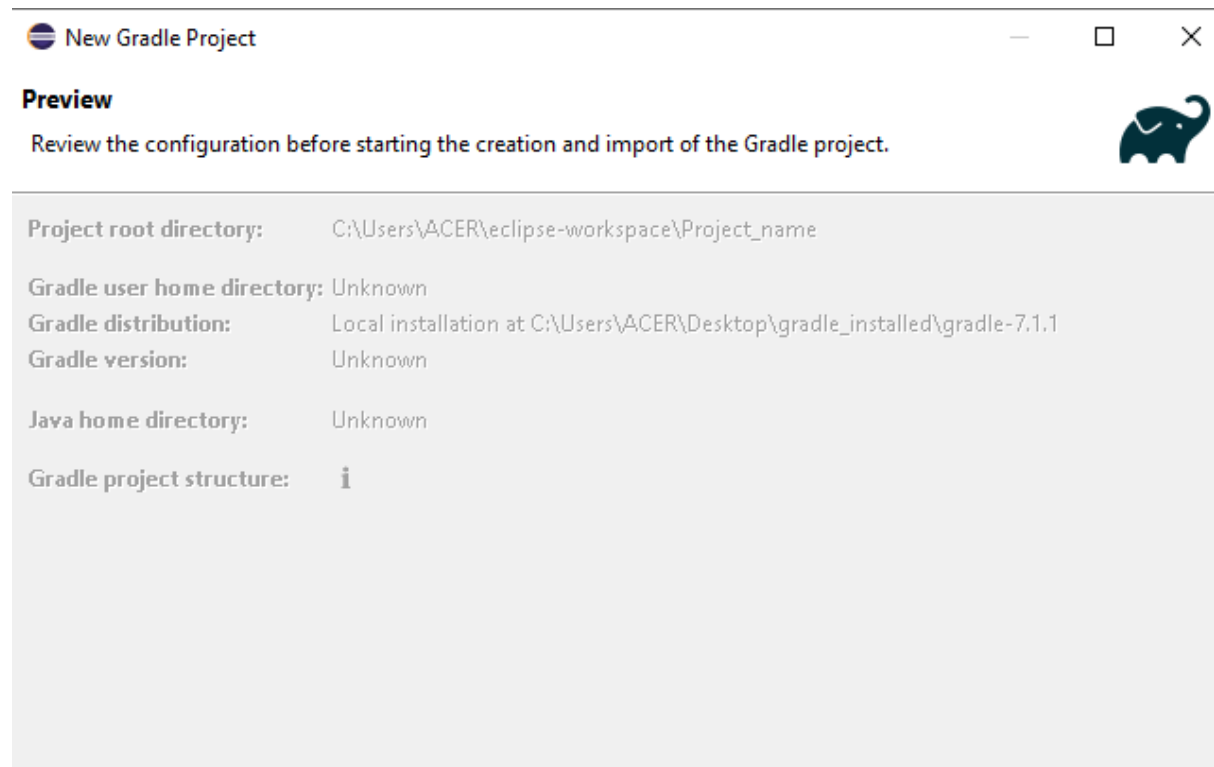 New Gradle Project
Preview
Review the configuration before starting the creation and import of the Gradle project.
Project root directory: C:\Users\ACER\eclipse-workspace\Project_name
Gradle user home directory: Unknown
Gradle distribution: Local installation at C:\Users\ACER\Desktop\gradle_installed\gradle-7.1.1
Gradle version: Unknown
Java home directory: Unknown
Gradle project structure: